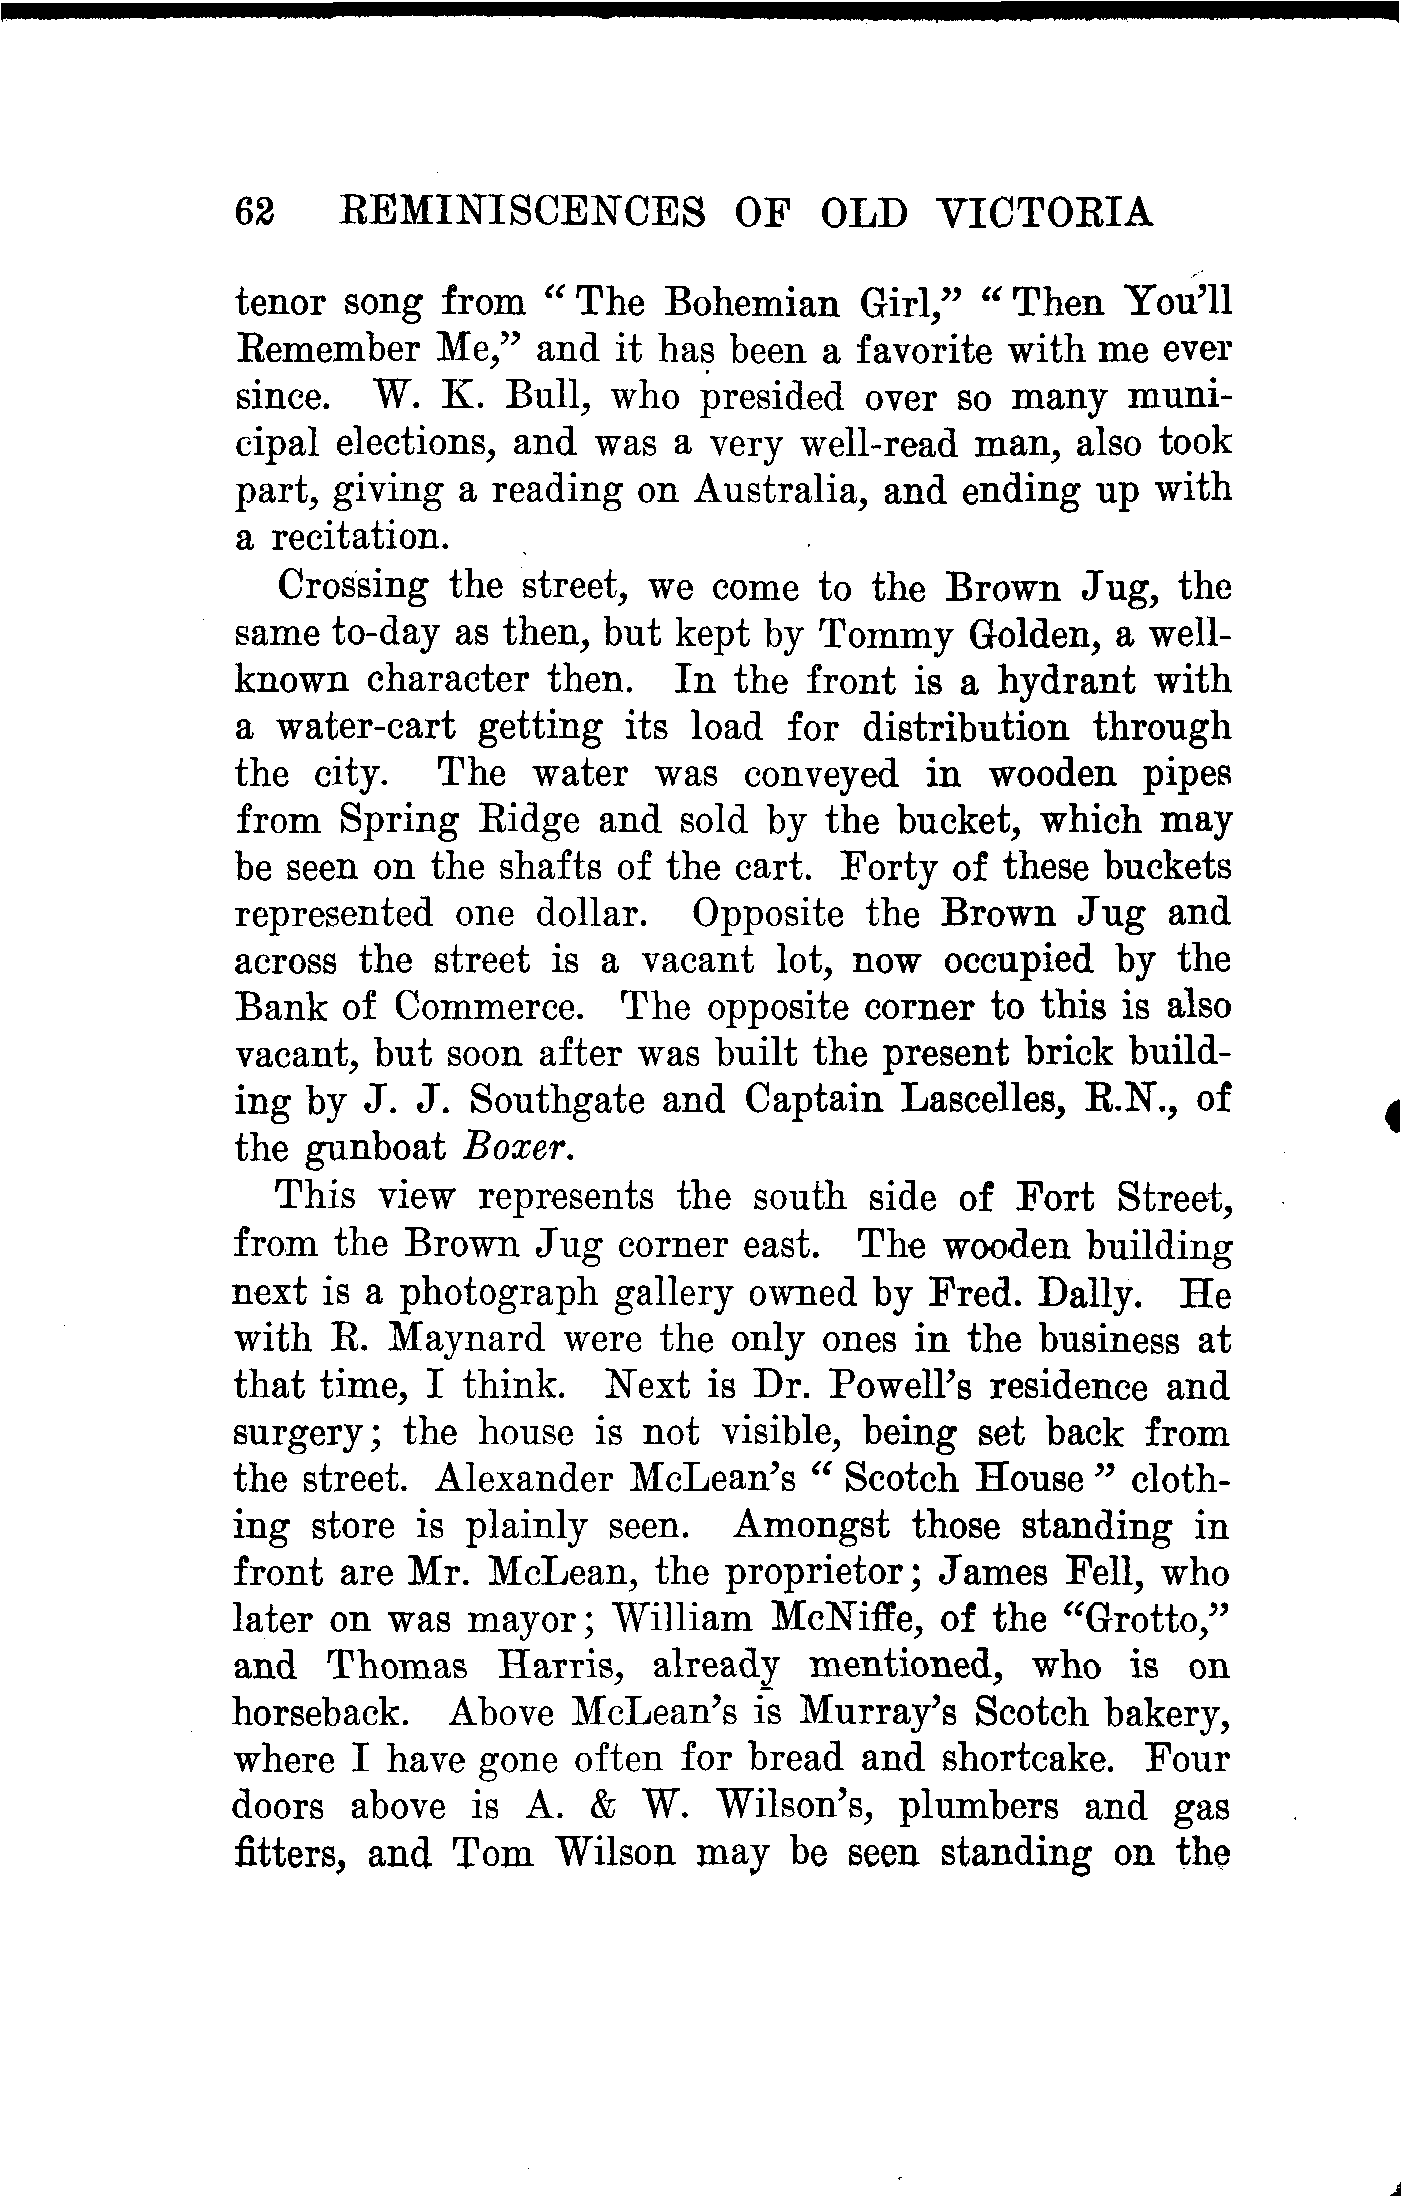 62 REMINISCENCES OF OLD VICTORIA
tenor song from “ The Bohemian Girl,” “ Then You’ll
Remember Me,” and it has been a favorite with me ever
since. W. K. Bull, who presided over so many muni-
cipal elections, and was a very well-read man, also took
part, giving a reading on Australia, and ending up with
a recitation.
Crossing the street, we come to the Brown Jug, the
same to-day as then, but kept by Tommy Golden, a well-
known character then. In the front is a hydrant with
a water-cart getting its load for distribution through
the city. The water was conveyed in wooden pipes
from Spring Ridge and sold by the bucket, which may
be seen on the shafts of the cart. Forty of these buckets
represented one dollar. Opposite the Brown Jug and
across the street is a vacant lot, now occupied by the
Bank of Commerce. The opposite corner to this is also
vacant, but soon after was built the present brick build-
ing by J. J. Southgate and Captain Lascelles, R.N., of
the gunboat Boxer.
This view represents the south side of Fort Street,
from the Brown Jug corner east. The wooden building
next is a photograph gallery owned by Fred. Dally. He
with R. Maynard were the only ones in the business at
that time, I think. Next is Dr. Powell’s residence and
surgery; the house is not visible, being set back from
the street. Alexander McLean’s “ Scotch House ” cloth-
ing store is plainly seen. Amongst those standing in
front are Mr. McLean, the proprietor; James Fell, who
later on was mayor; William McNiffe, of the “Grotto,”
and Thomas Harris, already mentioned, who is on
horseback. Above McLean’s is Murray’s Scotch bakery,
where I have gone often for bread and shortcake. Four
doors above is A. & W. Wilson’s, plumbers and gas
fitters, and Tom Wilson may be seen standing on the